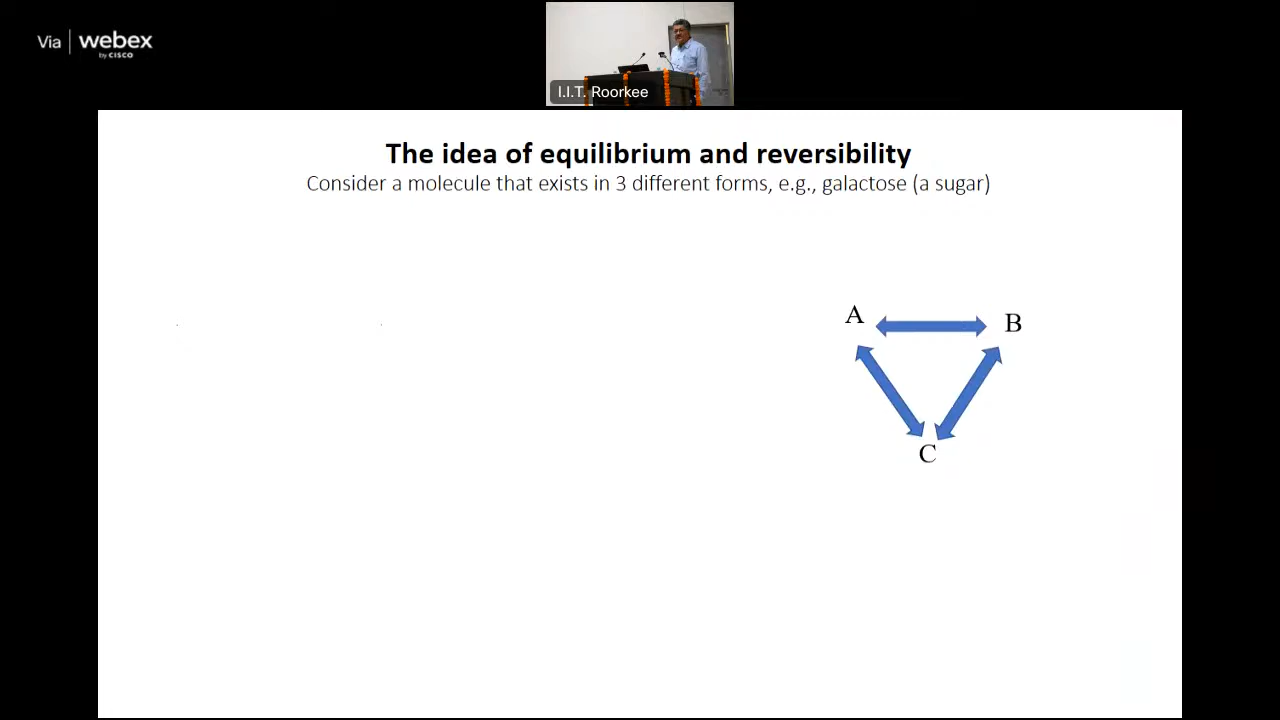 Via webex
by CISCO
I.I.T. Roorkee
The idea of equilibrium and reversibility
Consider a molecule that exists in 3 different forms, e.g., galactose (a sugar)
A
B
C